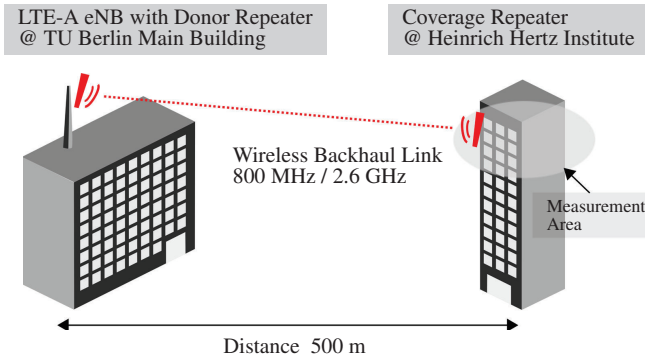 LTE-A eNB with Donor Repeater
@ TU Berlin Main Building
Coverage Repeater
@ Heinrich Hertz Institute
Wireless Backhaul Link
800 MHz / 2.6 GHz
Measurement
Area
Distance 500 m